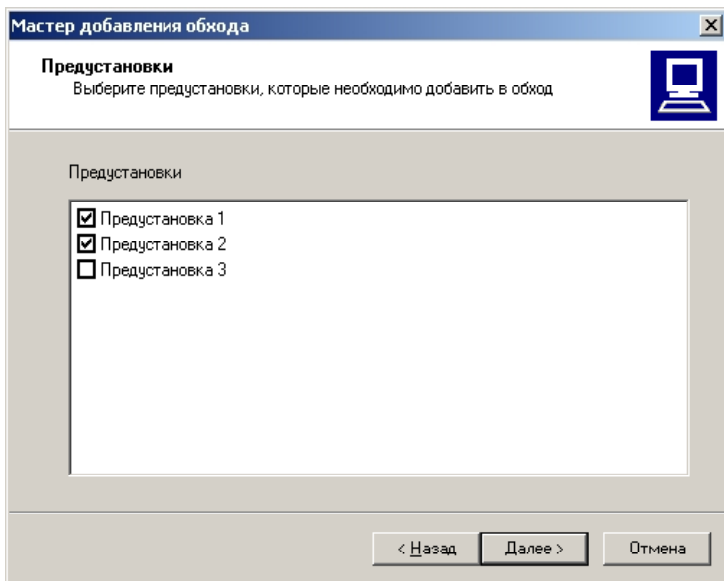 Мастер добавления обхода
Предустановки
Выберите предустановки, которые необходимо добавить в обход
Предустановки
Предустановка 1
Предустановка 2
Предустановка 3
< Назад Далее > Отмена